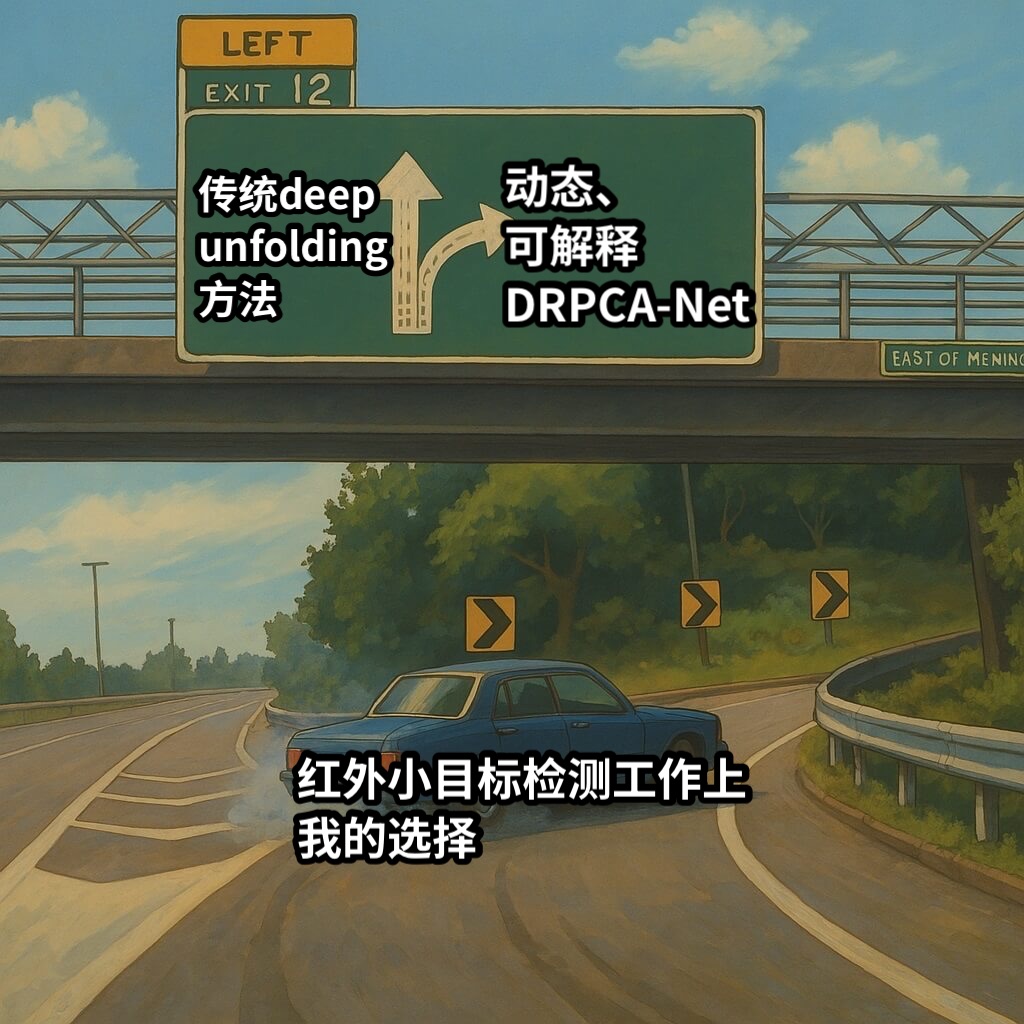 LEFT
EXIT 12
传统deep
unfolding
方法
动态、
可解释
DRPCA-Net
EAST OF MENING
红外小目标检测工作上
我的选择